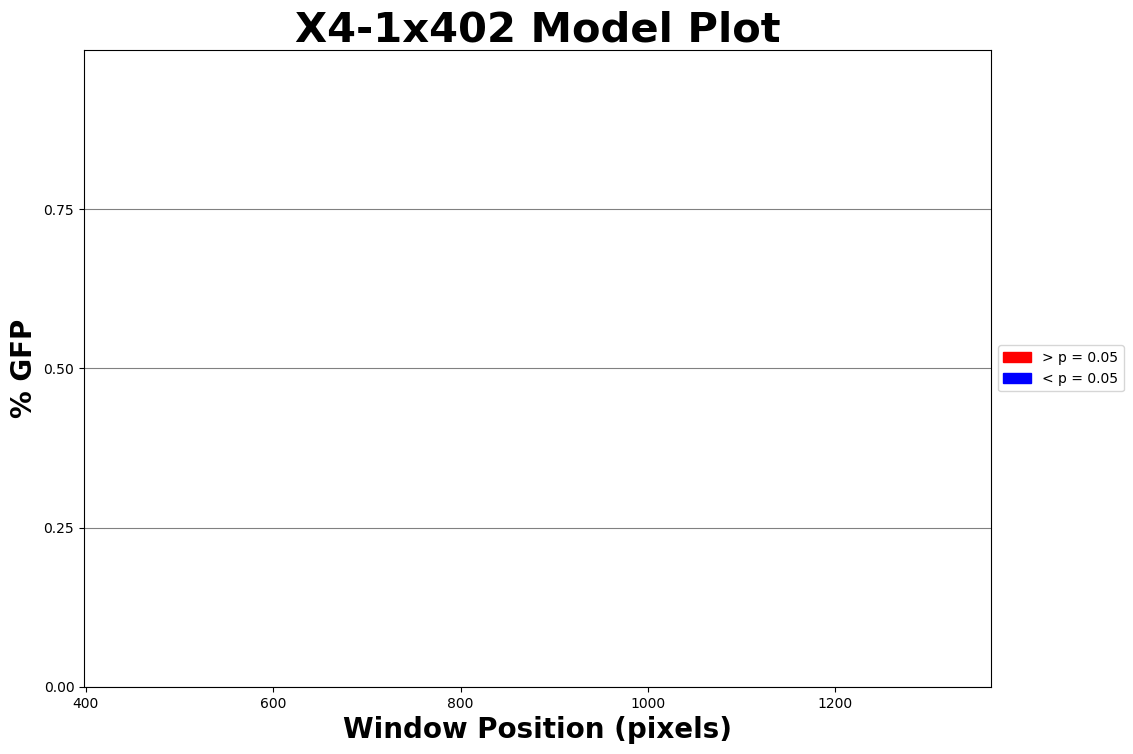 X4-1x402 Model Plot
% GFP
0.75
0.50
0.25
0.00
400 600 800 1000 1200
Window Position (pixels)
> p = 0.05
< p = 0.05